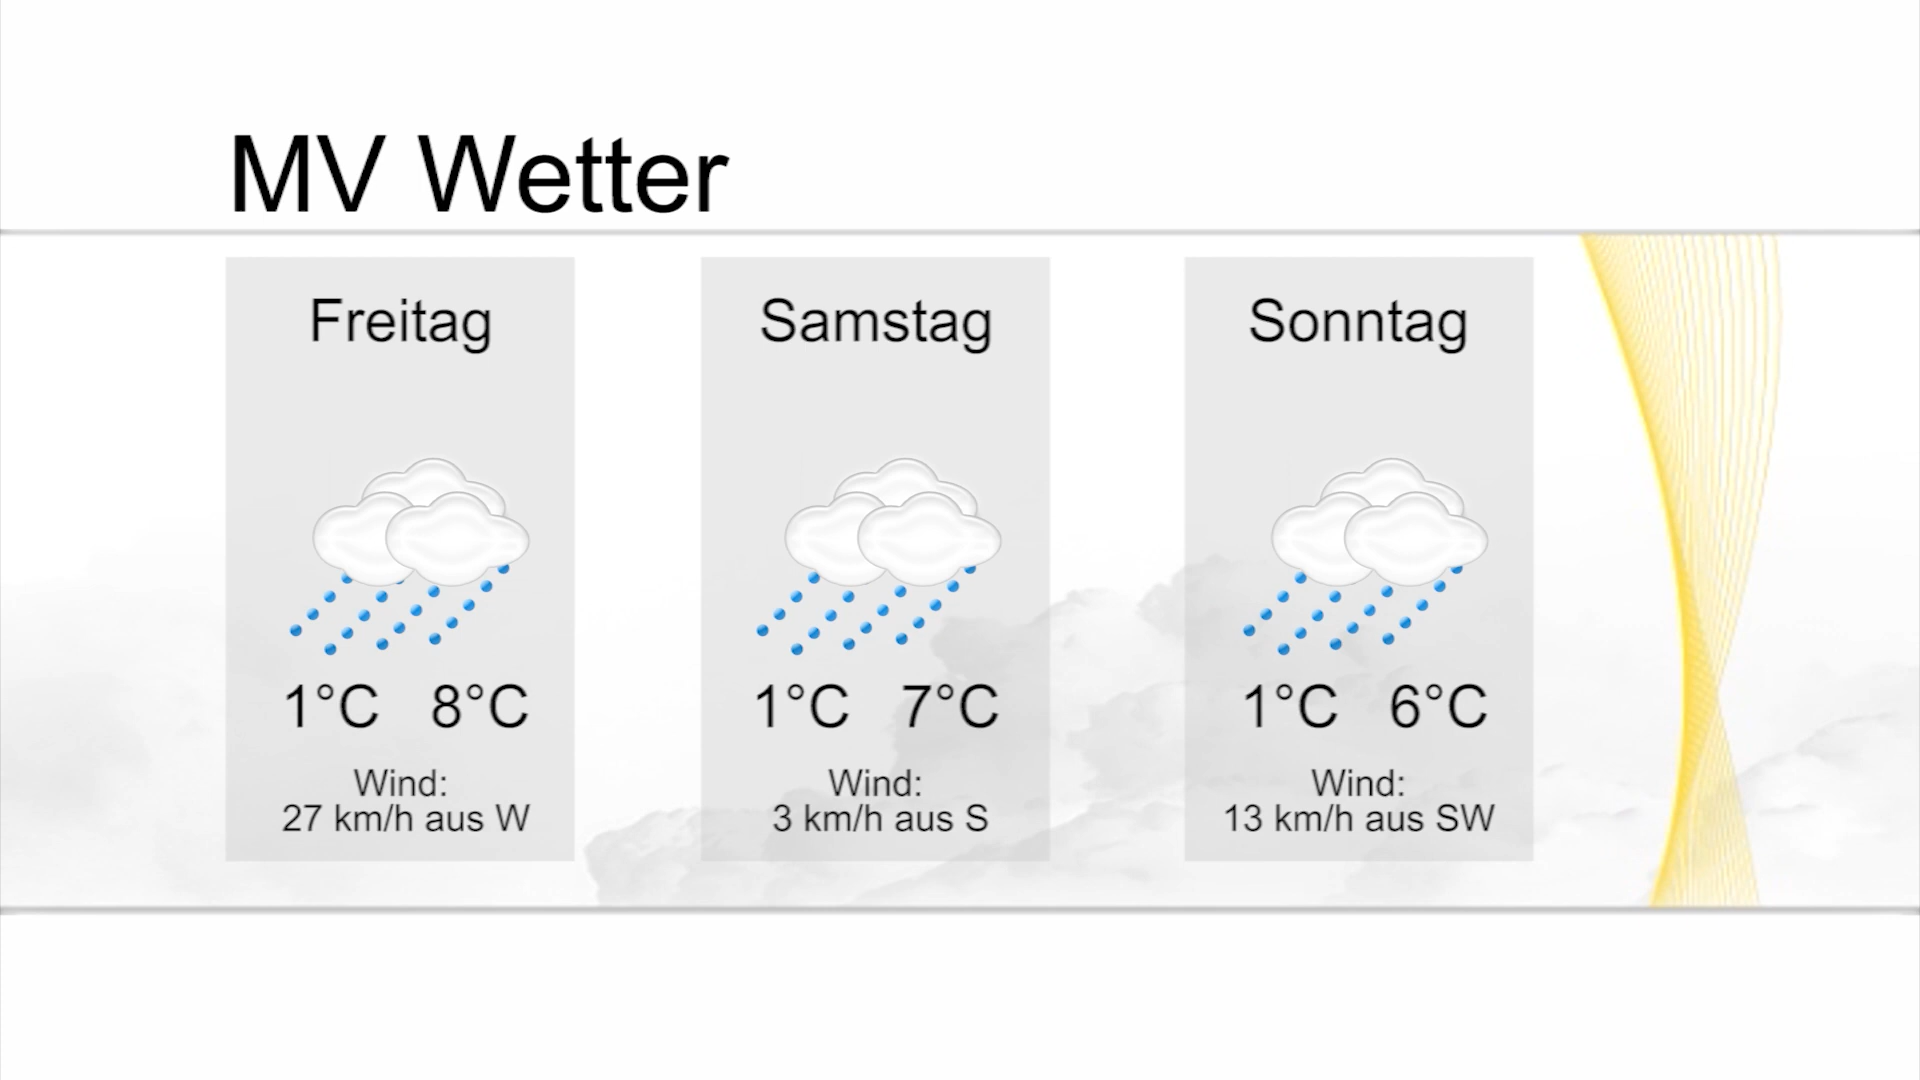 MV Wetter
Freitag
1°C 8°C
Wind:
27 km/h aus W
Samstag
1°C 7°C
Wind:
3 km/h aus S
Sonntag
1°C 6°C
Wind:
13 km/h aus SW